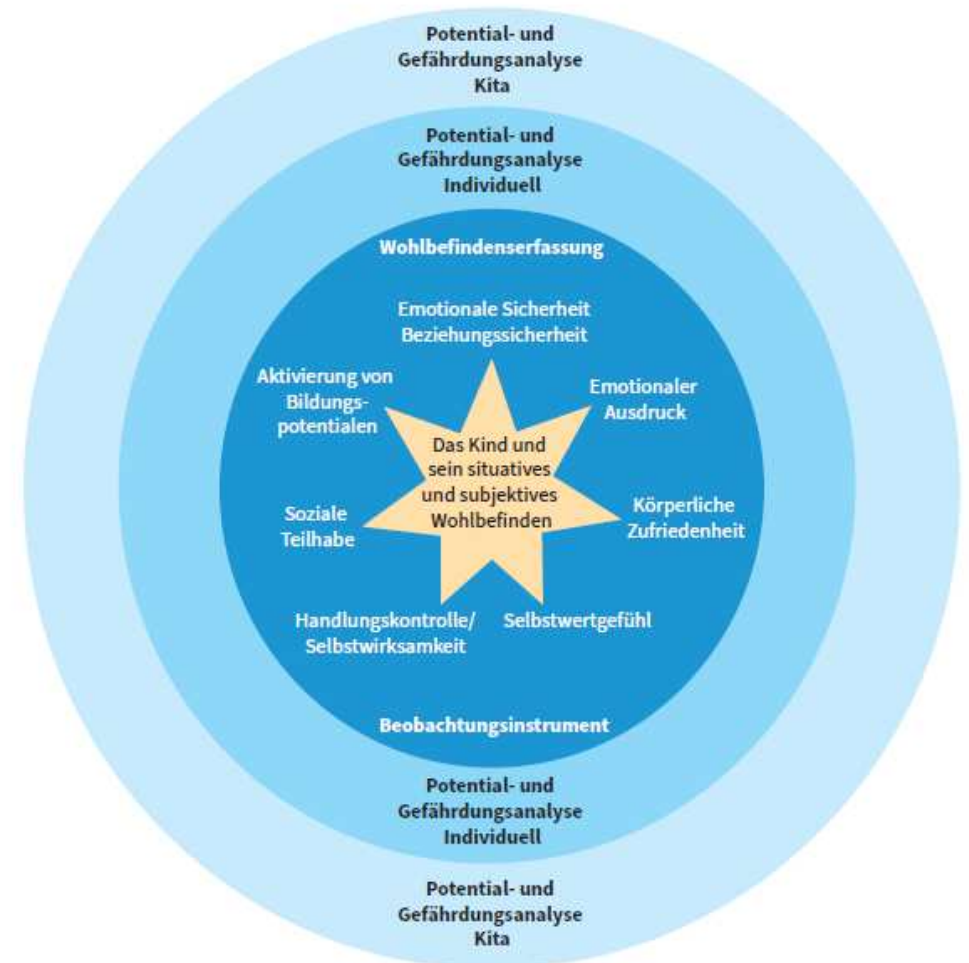 Potential- und
Gefährdungsanalyse
Kita
Potential- und
Gefährdungsanalyse
Individuell
Wohlbefindenserfassung
Emotionale Sicherheit
Beziehungssicherheit
Aktivierung von
Bildungs-
potentialen
Emotionaler
Ausdruck
Das Kind und
sein situatives
und subjektives
Wohlbefinden
Soziale
Teilhabe
Körperliche
Zufriedenheit
Handlungskontrolle/
Selbstwirksamkeit
Selbstwertgefühl
Beobachtungsinstrument
Potential- und
Gefährdungsanalyse
Individuell
Potential- und
Gefährdungsanalyse
Kita